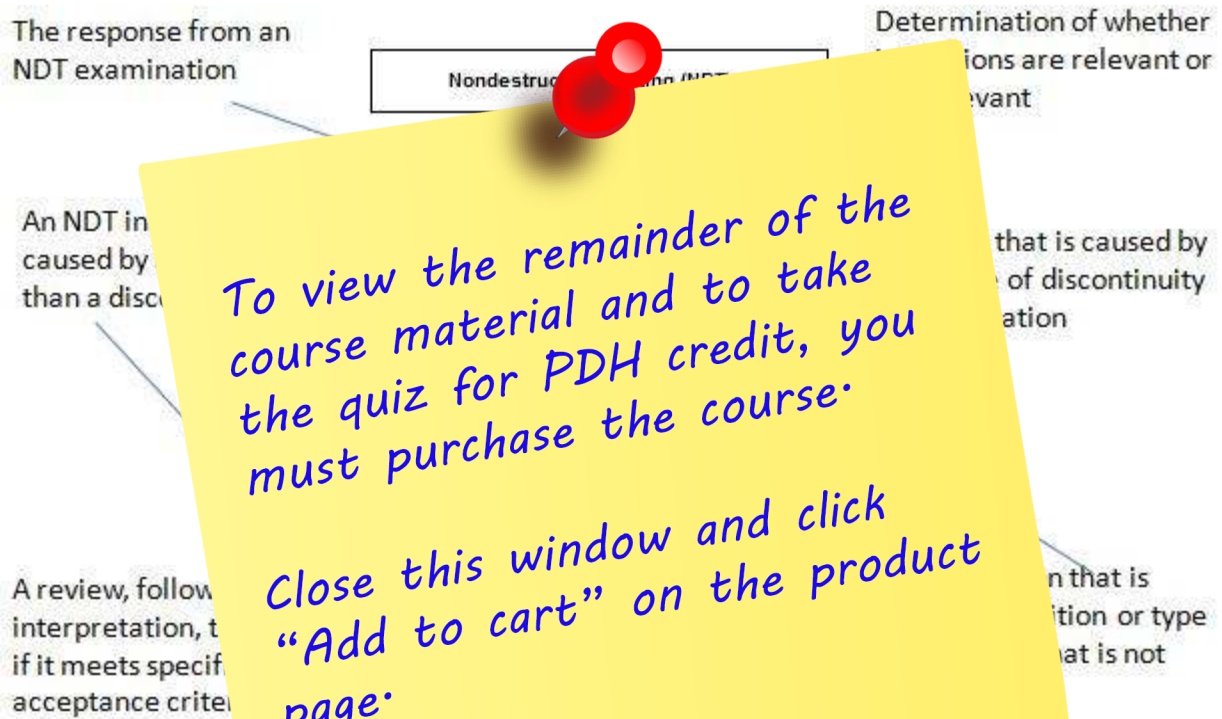 The response from an
NDT examination
Nondestruc
Determination of whether
ions are relevant or
evant
An NDT in
caused by
than a disc
that is caused by
of discontinuity
ation
To view the remainder of the
course material and to take
the quiz for PDH credit, you
must purchase the course.
Close this window and click
“Add to cart” on the product
page.
A review, follow
interpretation, t
if it meets specif
acceptance crite
n that is
ition or type
at is not